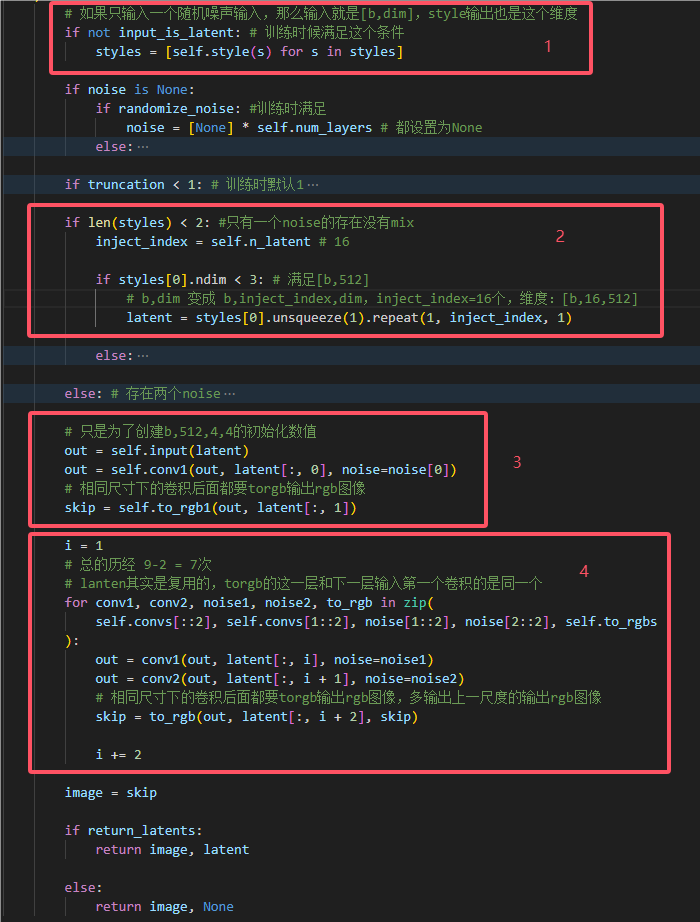 # 如果只输入一个随机噪声输入，那么输入就是[b,dim]，style输出也是这个维度
if not input_is_latent: # 训练时候满足这个条件
    styles = [self.style(s) for s in styles]
1
if noise is None:
    if randomize_noise: #训练时满足
        noise = [None] * self.num_layers # 都设置为None
    else:···
if truncation < 1: # 训练时默认1···
if len(styles) < 2: #只有一个noise的存在没有mix
2
    inject_index = self.n_latent # 16
    if styles[0].ndim < 3: # 满足[b,512]
        # b,dim 变成 b,inject_index,dim，inject_index=16个，维度：[b,16,512]
        latent = styles[0].unsqueeze(1).repeat(1, inject_index, 1)
    else:···
else: # 存在两个noise···
# 只是为了创建b,512,4,4的初始化数值
out = self.input(latent)
3
out = self.conv1(out, latent[:, 0], noise=noise[0])
# 相同尺寸下的卷积后面都要torgb输出rgb图像
skip = self.to_rgb1(out, latent[:, 1])
i = 1
# 总的历经 9-2 = 7次
4
# lanten其实是复用的，torgb的这一层和下一层输入第一个卷积的是同一个
for conv1, conv2, noise1, noise2, to_rgb in zip(
    self.convs[::2], self.convs[1::2], noise[1::2], noise[2::2], self.to_rgbs
):
    out = conv1(out, latent[:, i], noise=noise1)
    out = conv2(out, latent[:, i + 1], noise=noise2)
    # 相同尺寸下的卷积后面都要torgb输出rgb图像，多输出上一尺度的输出rgb图像
    skip = to_rgb(out, latent[:, i + 2], skip)
    i += 2
image = skip
if return_latents:
    return image, latent
else:
    return image, None